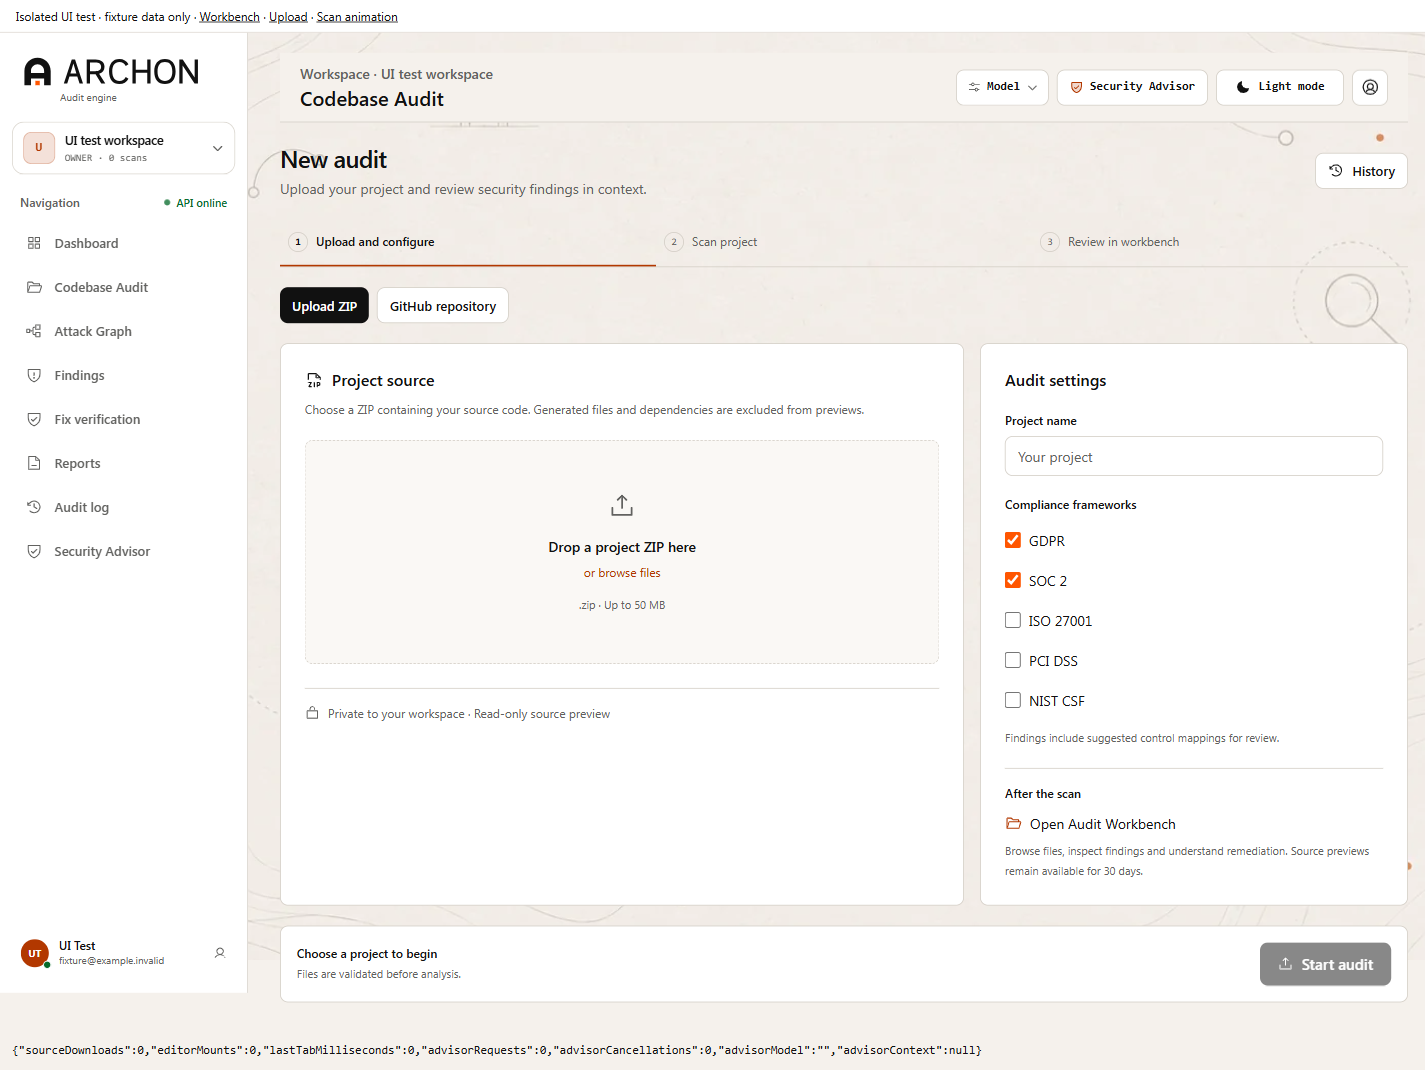 Isolated UI test · fixture data only · Workbench · Upload · Scan animation
ARCHON
Audit engine
U
UI test workspace
OWNER · 0 scans
Navigation
API online
Dashboard
Codebase Audit
Attack Graph
Findings
Fix verification
Reports
Audit log
Security Advisor
UT
UI Test
fixture@example.invalid
Workspace · UI test workspace
Codebase Audit
Model
Security Advisor
Light mode
New audit
Upload your project and review security findings in context.
History
1 Upload and configure
2 Scan project
3 Review in workbench
Upload ZIP
GitHub repository
ZIP Project source
Choose a ZIP containing your source code. Generated files and dependencies are excluded from previews.
Drop a project ZIP here
or browse files
.zip · Up to 50 MB
Private to your workspace · Read-only source preview
Audit settings
Project name
Your project
Compliance frameworks
GDPR
SOC 2
ISO 27001
PCI DSS
NIST CSF
Findings include suggested control mappings for review.
After the scan
Open Audit Workbench
Browse files, inspect findings and understand remediation. Source previews
remain available for 30 days.
Choose a project to begin
Files are validated before analysis.
Start audit
{"sourceDownloads":0,"editorMounts":0,"lastTabMilliseconds":0,"advisorRequests":0,"advisorCancellations":0,"advisorModel":"","advisorContext":null}